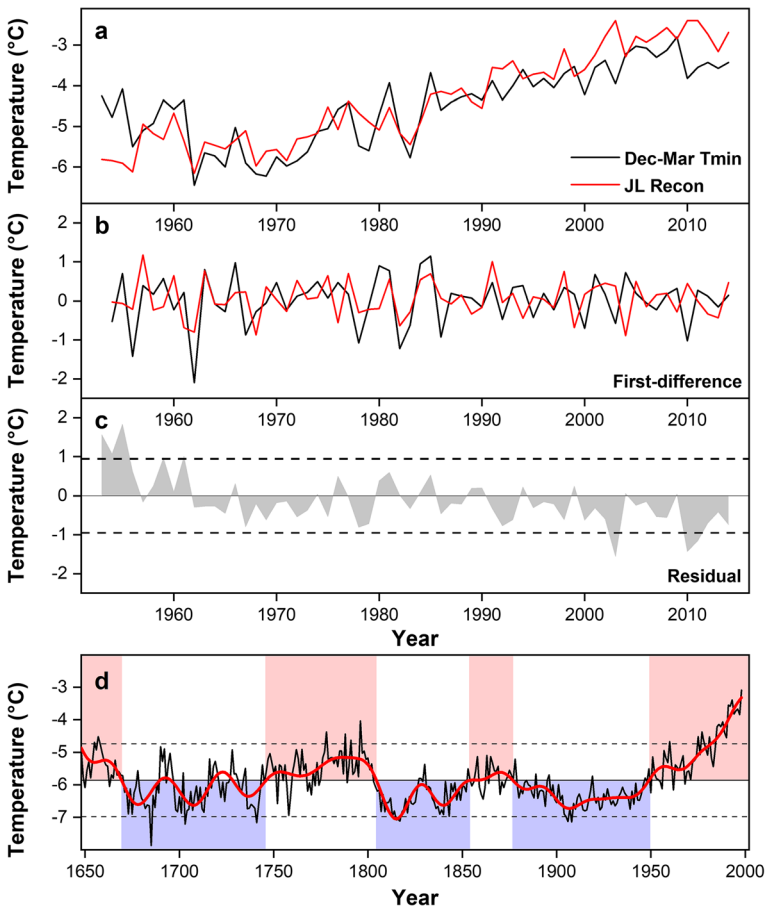 a
Temperature (°C)
-3
-4
-5
-6
Dec-Mar Tmin
JL Recon
1960 1970 1980 1990 2000 2010
b
Temperature (°C)
2
1
0
-1
-2
First-difference
1960 1970 1980 1990 2000 2010
c
Temperature (°C)
2
1
0
-1
-2
Residual
1960 1970 1980 1990 2000 2010
Year
d
Temperature (°C)
-3
-4
-5
-6
-7
1650 1700 1750 1800 1850 1900 1950 2000
Year